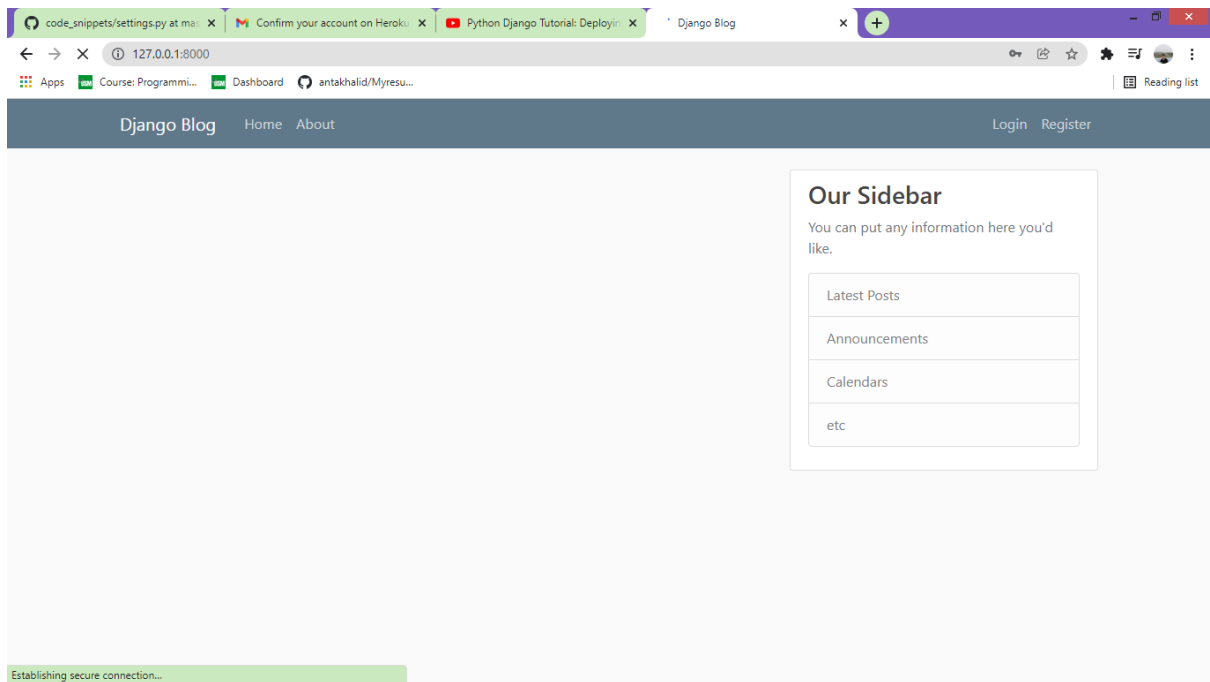 code_snippets/settings.py at mas
Confirm your account on Heroku
Python Django Tutorial: Deployin
Django Blog
127.0.0.1:8000
Apps
Course: Programmi...
Dashboard
antakhalid/Myresu...
Reading list
Django Blog Home About Login Register
Our Sidebar
You can put any information here you'd
like.
Latest Posts
Announcements
Calendars
etc
Establishing secure connection...